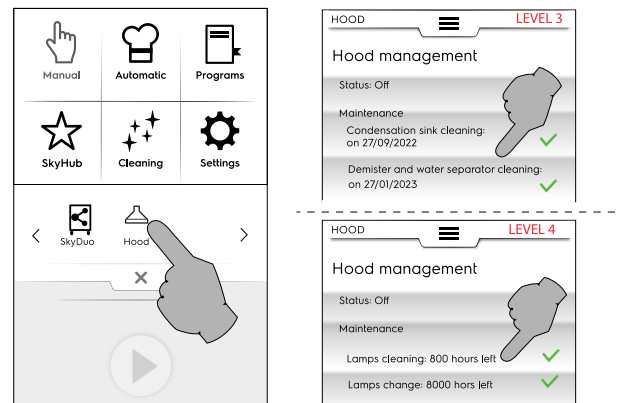 Manual
Automatic
Programs
SkyHub
Cleaning
Settings
SkyDuo
Hood
HOOD
LEVEL 3
Hood management
Status: Off
Maintenance
Condensation sink cleaning:
on 27/09/2022
Demister and water separator cleaning:
on 27/01/2023
HOOD
LEVEL 4
Hood management
Status: Off
Maintenance
Lamps cleaning: 800 hours left
Lamps change: 8000 hors left